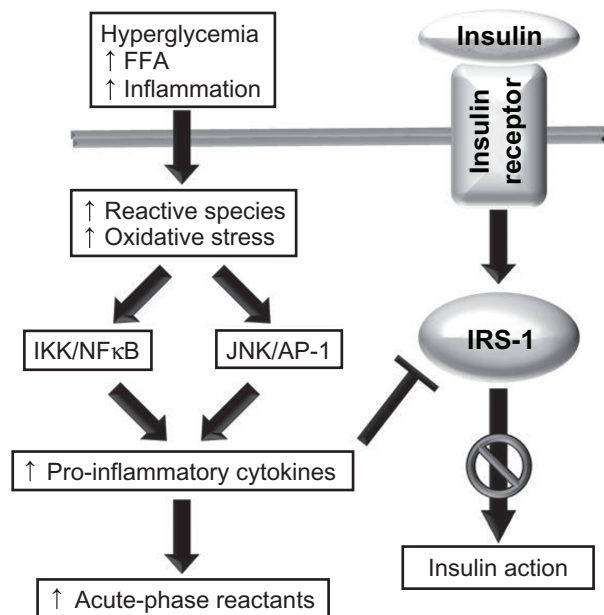 Hyperglycemia
↑ FFA
↑ Inflammation
Insulin
Insulin
receptor
↑ Reactive species
↑ Oxidative stress
IKK/NFκB
JNK/AP-1
IRS-1
↑ Pro-inflammatory cytokines
Insulin action
↑ Acute-phase reactants